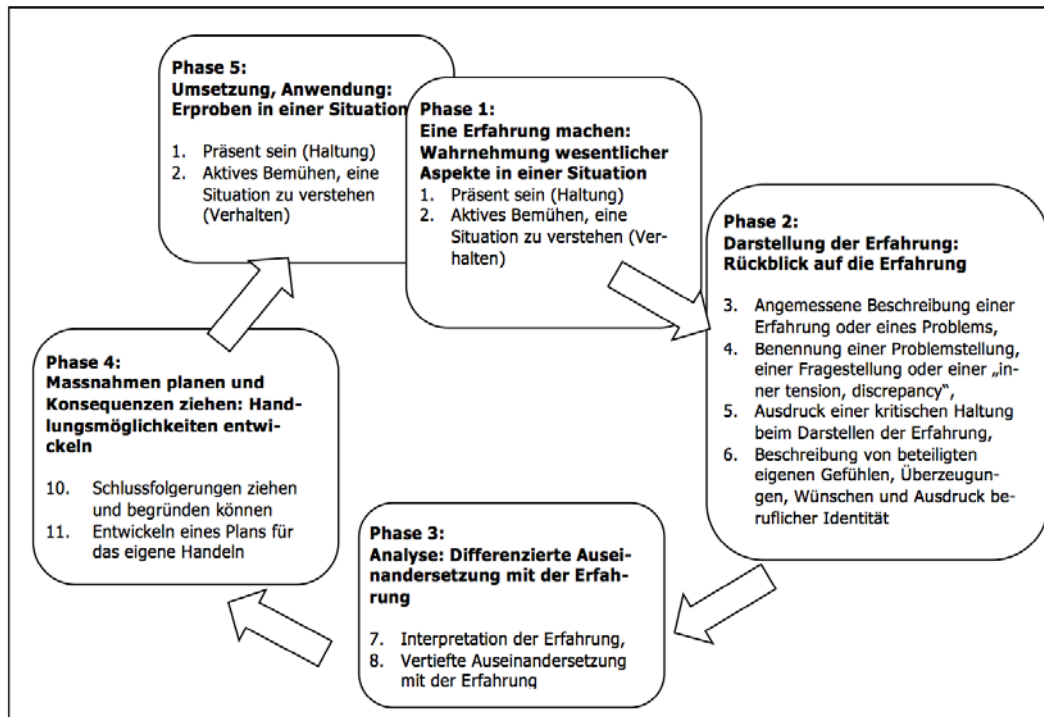 Phase 5:
Umsetzung, Anwendung:
Erproben in einer Situation
1. Präsent sein (Haltung)
2. Aktives Bemühen, eine
Situation zu verstehen
(Verhalten)
Phase 1:
Eine Erfahrung machen:
Wahrnehmung wesentlicher
Aspekte in einer Situation
1. Präsent sein (Haltung)
2. Aktives Bemühen, eine
Situation zu verstehen (Ver-
halten)
Phase 2:
Darstellung der Erfahrung:
Rückblick auf die Erfahrung
3. Angemessene Beschreibung einer
Erfahrung oder eines Problems,
4. Benennung einer Problemstellung,
einer Fragestellung oder einer „in-
ner tension, discrepancy“,
5. Ausdruck einer kritischen Haltung
beim Darstellen der Erfahrung,
6. Beschreibung von beteiligten
eigenen Gefühlen, Überzeugun-
gen, Wünschen und Ausdruck be-
ruflicher Identität
Phase 3:
Analyse: Differenzierte Ausei-
nandersetzung mit der Erfah-
rung
7. Interpretation der Erfahrung,
8. Vertiefte Auseinandersetzung
mit der Erfahrung
Phase 4:
Massnahmen planen und
Konsequenzen ziehen: Hand-
lungsmöglichkeiten entwi-
ckeln
10. Schlussfolgerungen ziehen
und begründen können
11. Entwickeln eines Plans für
das eigene Handeln